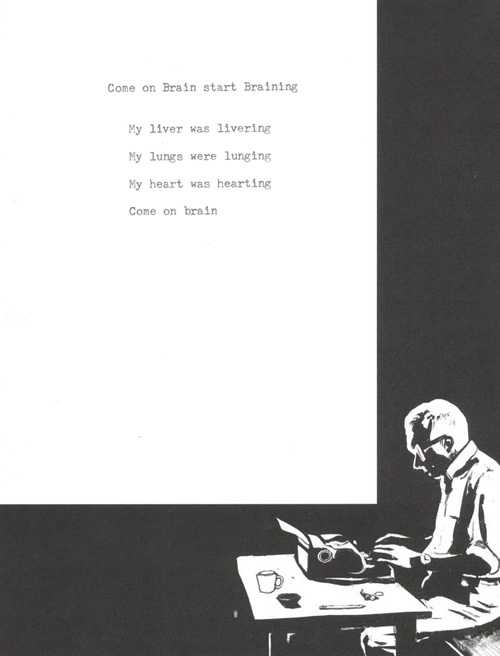 Come on Brain start Braining
My liver was livering
My lungs were lunging
My heart was hearting
Come on brain